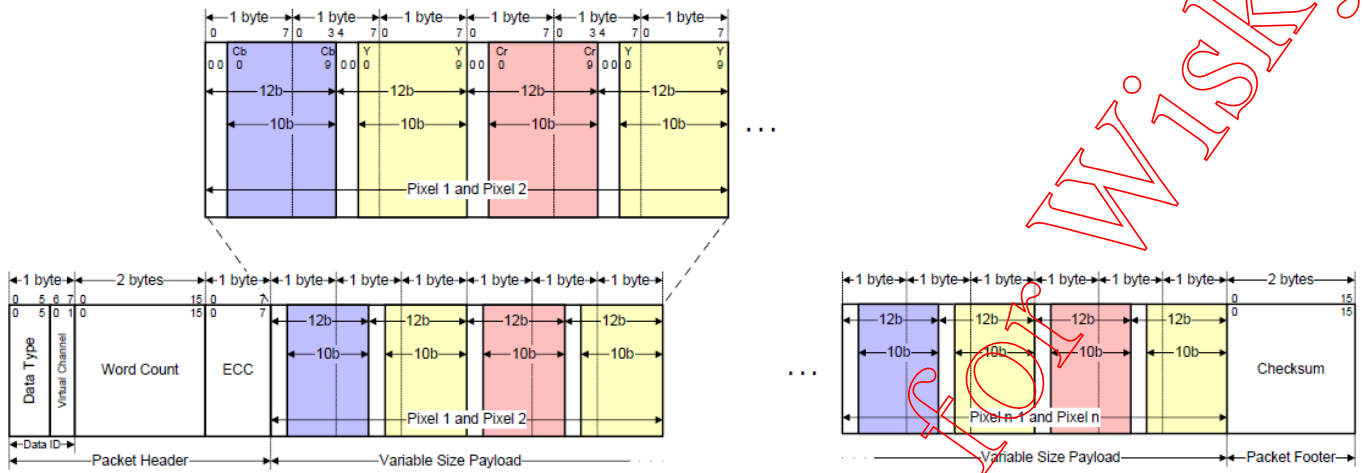 1 byte 1 byte 1 byte 1 byte 1 byte 1 byte
0 7 0 3 4 7 0 7 0 7 0 3 4 7 0 7
Cb Cb Y Y Cr Cr Y Y
0 0 0 9 0 0 0 9 0 0 0 9 0 0 0 9
12b 12b 12b 12b
10b 10b 10b 10b
...
Pixel 1 and Pixel 2
1 byte 2 bytes 1 byte 1 byte 1 byte 1 byte 1 byte 1 byte 1 byte
0 5 6 7 0 15 0 7
0 5 0 1 0 15 0 7
Data Type
Virtual Channel
Word Count
ECC
12b 12b 12b 12b
10b 10b 10b 10b
Pixel 1 and Pixel 2
Data ID
Packet Header
Variable Size Payload
...
1 byte 1 byte 1 byte 1 byte 1 byte 1 byte 2 bytes
0 15
0 15
12b 12b 12b 12b
10b 10b 10b 10b
Checksum
Pixel n-1 and Pixel n
Variable Size Payload
Packet Footer
for Wisky